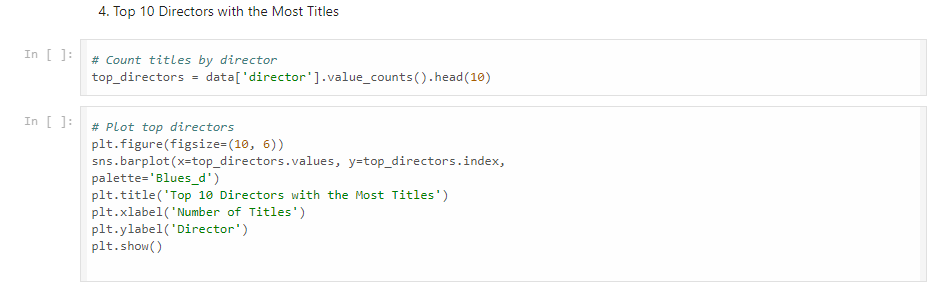 4. Top 10 Directors with the Most Titles
In [ ]:
# Count titles by director
top_directors = data['director'].value_counts().head(10)
In [ ]:
# Plot top directors
plt.figure(figsize=(10, 6))
sns.barplot(x=top_directors.values, y=top_directors.index,
palette='Blues_d')
plt.title('Top 10 Directors with the Most Titles')
plt.xlabel('Number of Titles')
plt.ylabel('Director')
plt.show()